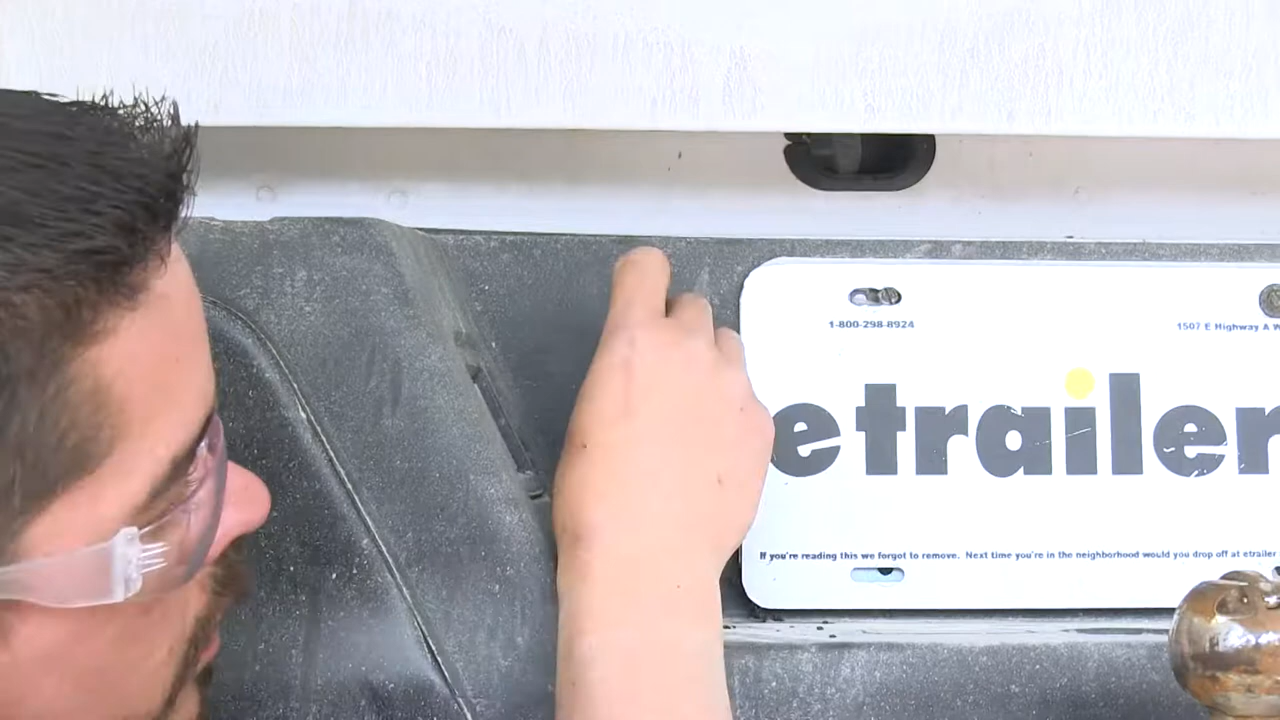 1-800-298-8924
1507 E Highway A W
etrailer
If you're reading this we forgot to remove. Next time you're in the neighborhood would you drop off at etrailer